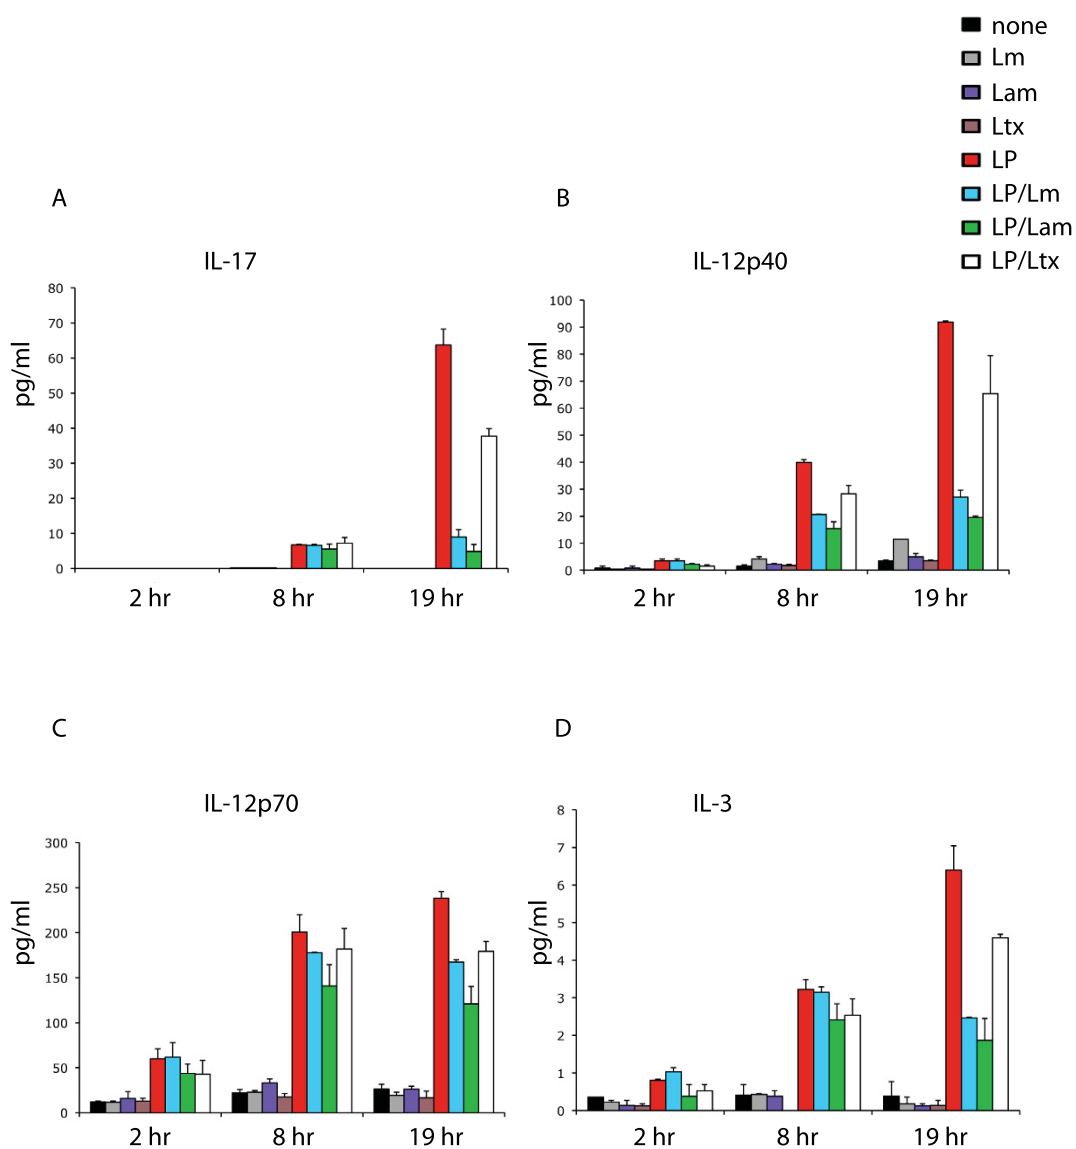 none
Lm
Lam
Ltx
LP
LP/Lm
LP/Lam
LP/Ltx
A
IL-17
pg/ml
80
70
60
50
40
30
20
10
0
2 hr 8 hr 19 hr
B
IL-12p40
pg/ml
100
90
80
70
60
50
40
30
20
10
0
2 hr 8 hr 19 hr
C
IL-12p70
pg/ml
300
250
200
150
100
50
0
2 hr 8 hr 19 hr
D
IL-3
pg/ml
8
7
6
5
4
3
2
1
0
2 hr 8 hr 19 hr